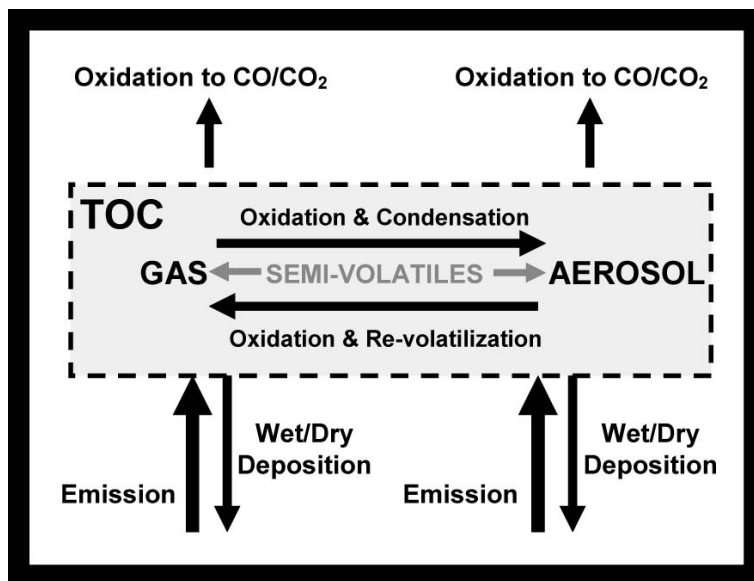 Oxidation to CO/CO₂
Oxidation to CO/CO₂
TOC
Oxidation & Condensation
GAS
SEMI-VOLATILES
AEROSOL
Oxidation & Re-volatilization
Wet/Dry
Deposition
Emission
Wet/Dry
Deposition
Emission